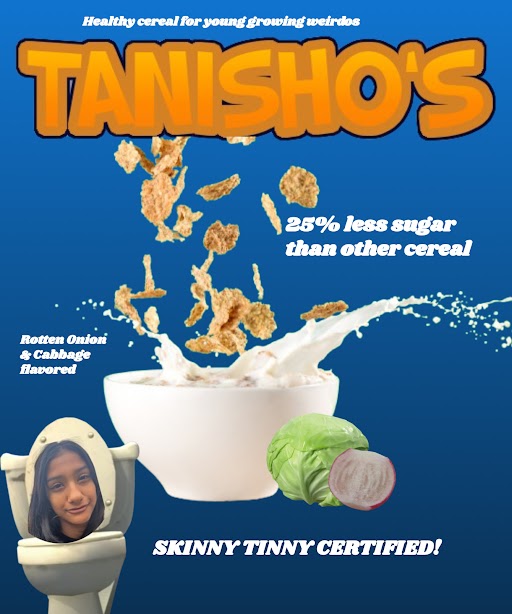 Healthy cereal for young growing weirdos
TANISHO'S
25% less sugar
than other cereal
Rotten Onion
& Cabbage
flavored
SKINNY TINNY CERTIFIED!